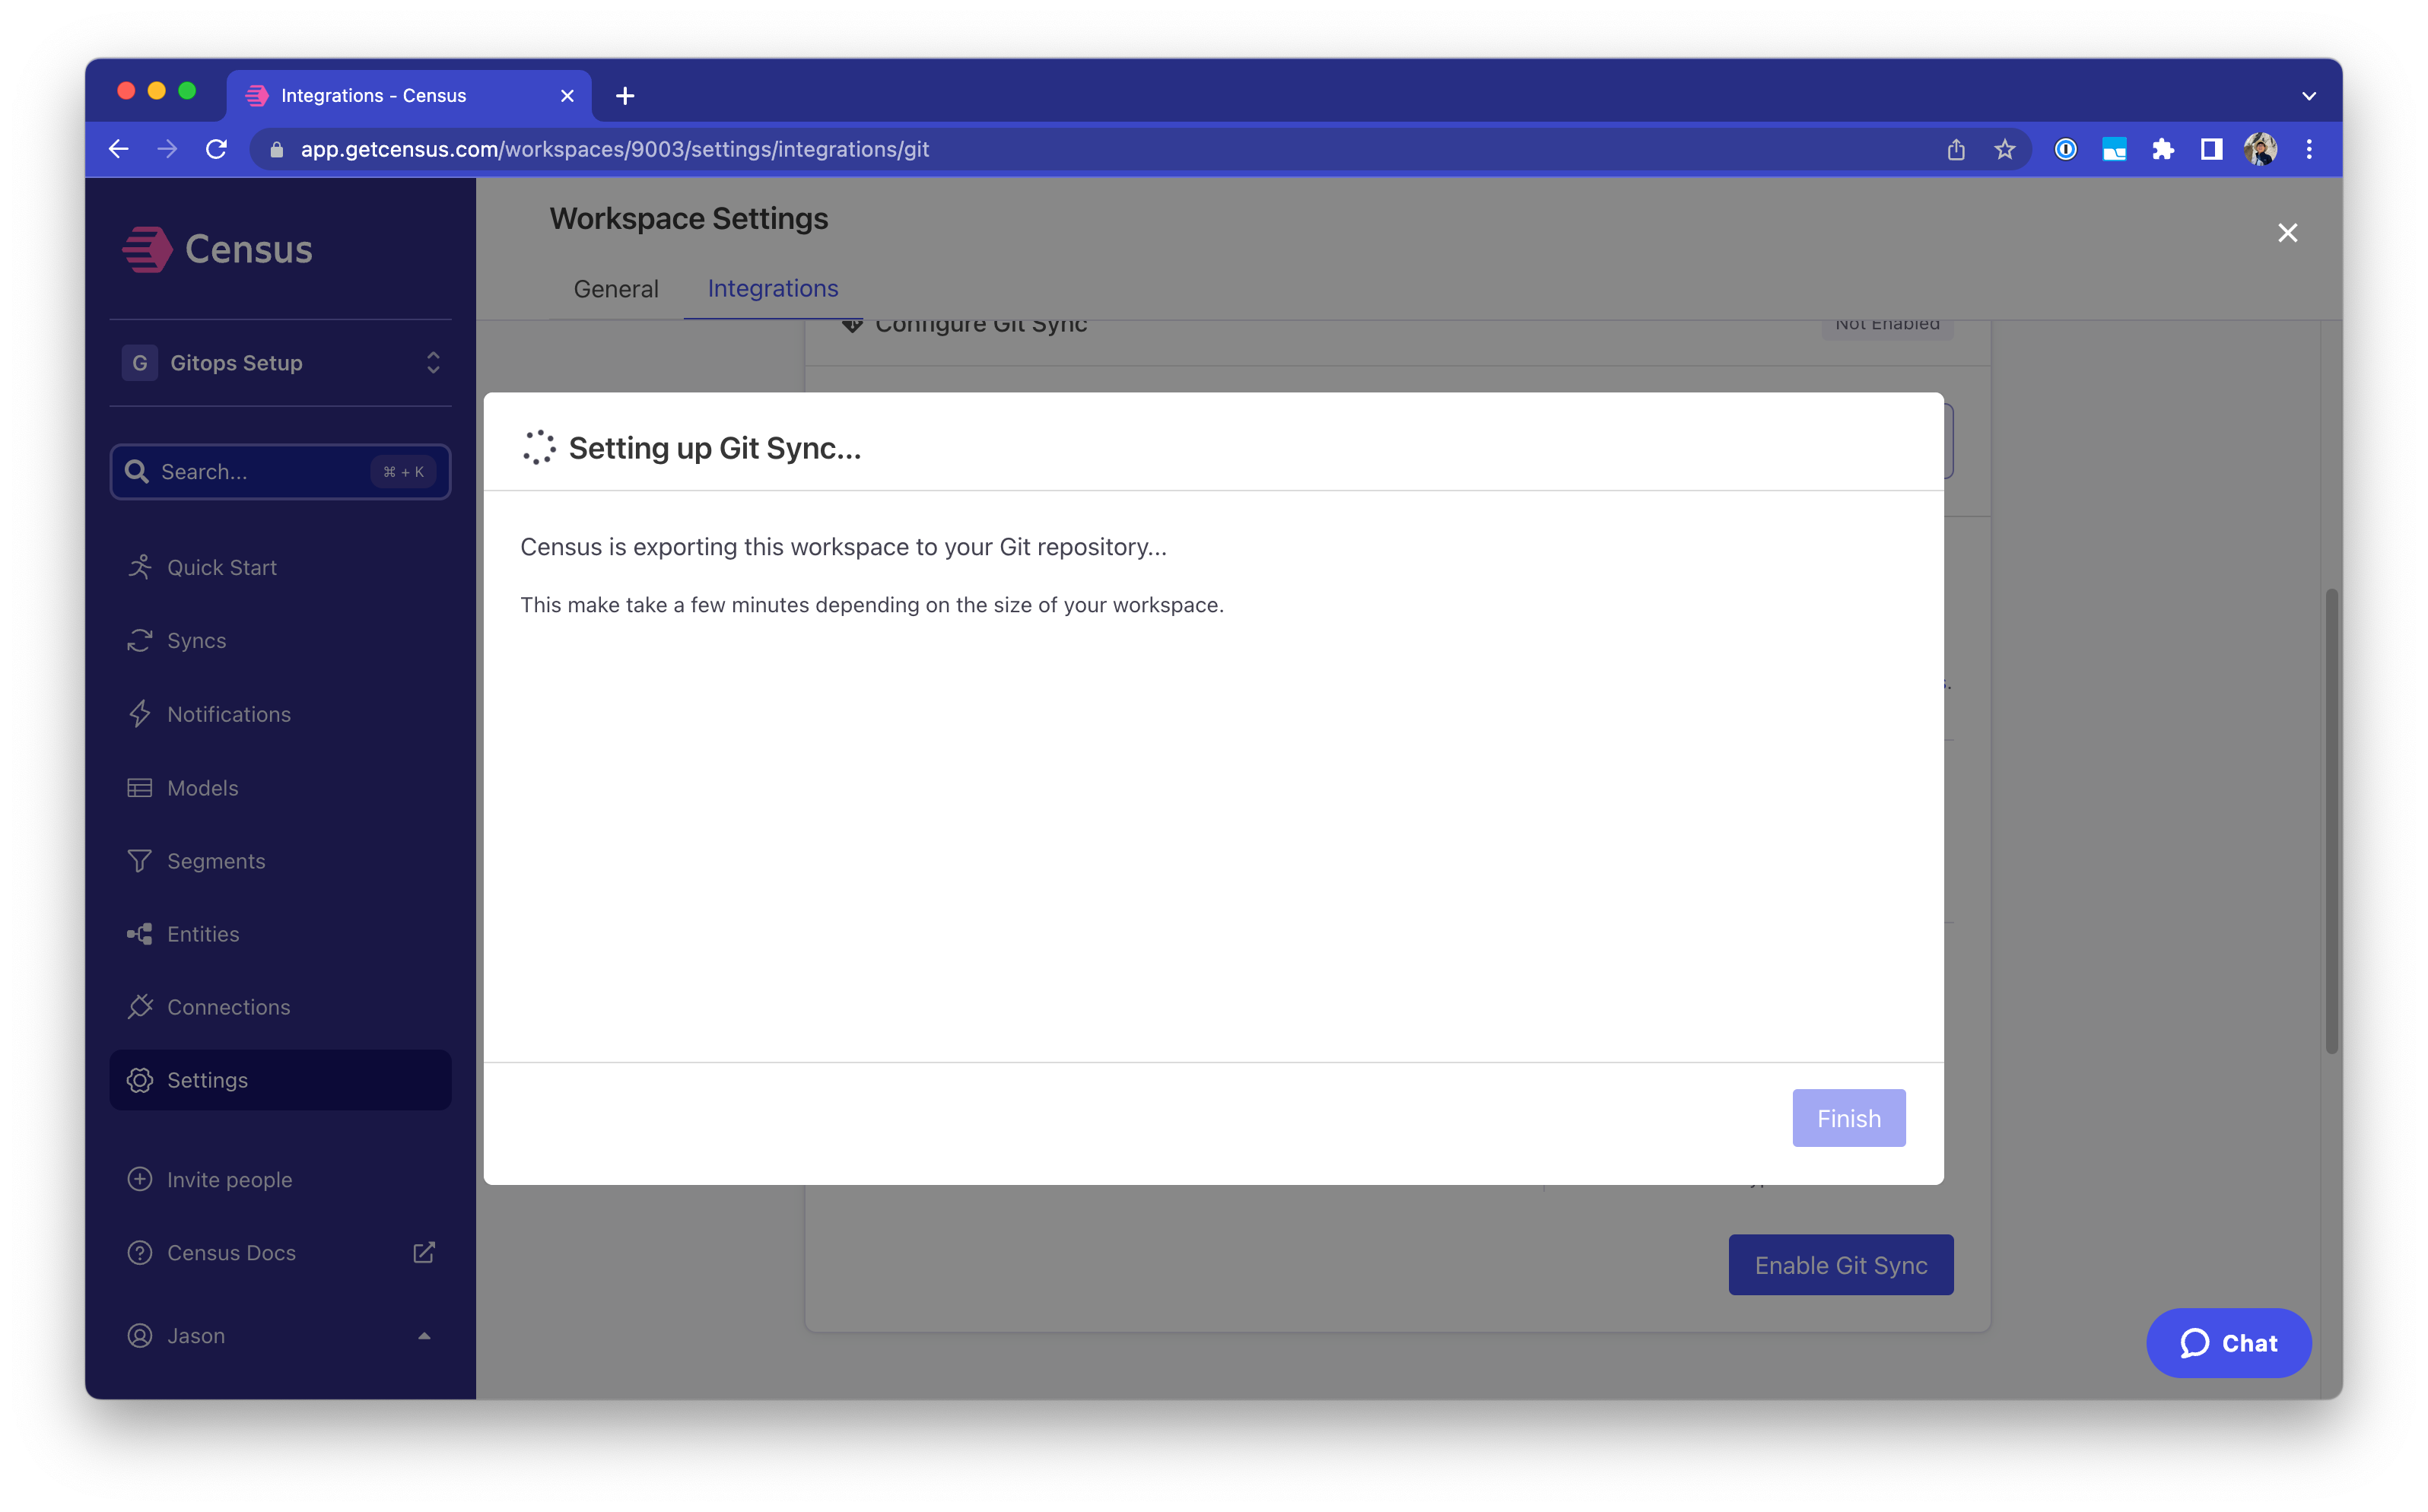 Integrations - Census
app.getcensus.com/workspaces/9003/settings/integrations/git
Census
Workspace Settings
General
Integrations
Configure Git Sync
Not Enabled
G Gitops Setup
Search...
⌘ + K
Setting up Git Sync...
Census is exporting this workspace to your Git repository...
This make take a few minutes depending on the size of your workspace.
Quick Start
Syncs
Notifications
Models
Segments
Entities
Connections
Settings
Finish
Invite people
Census Docs
Enable Git Sync
Jason
Chat